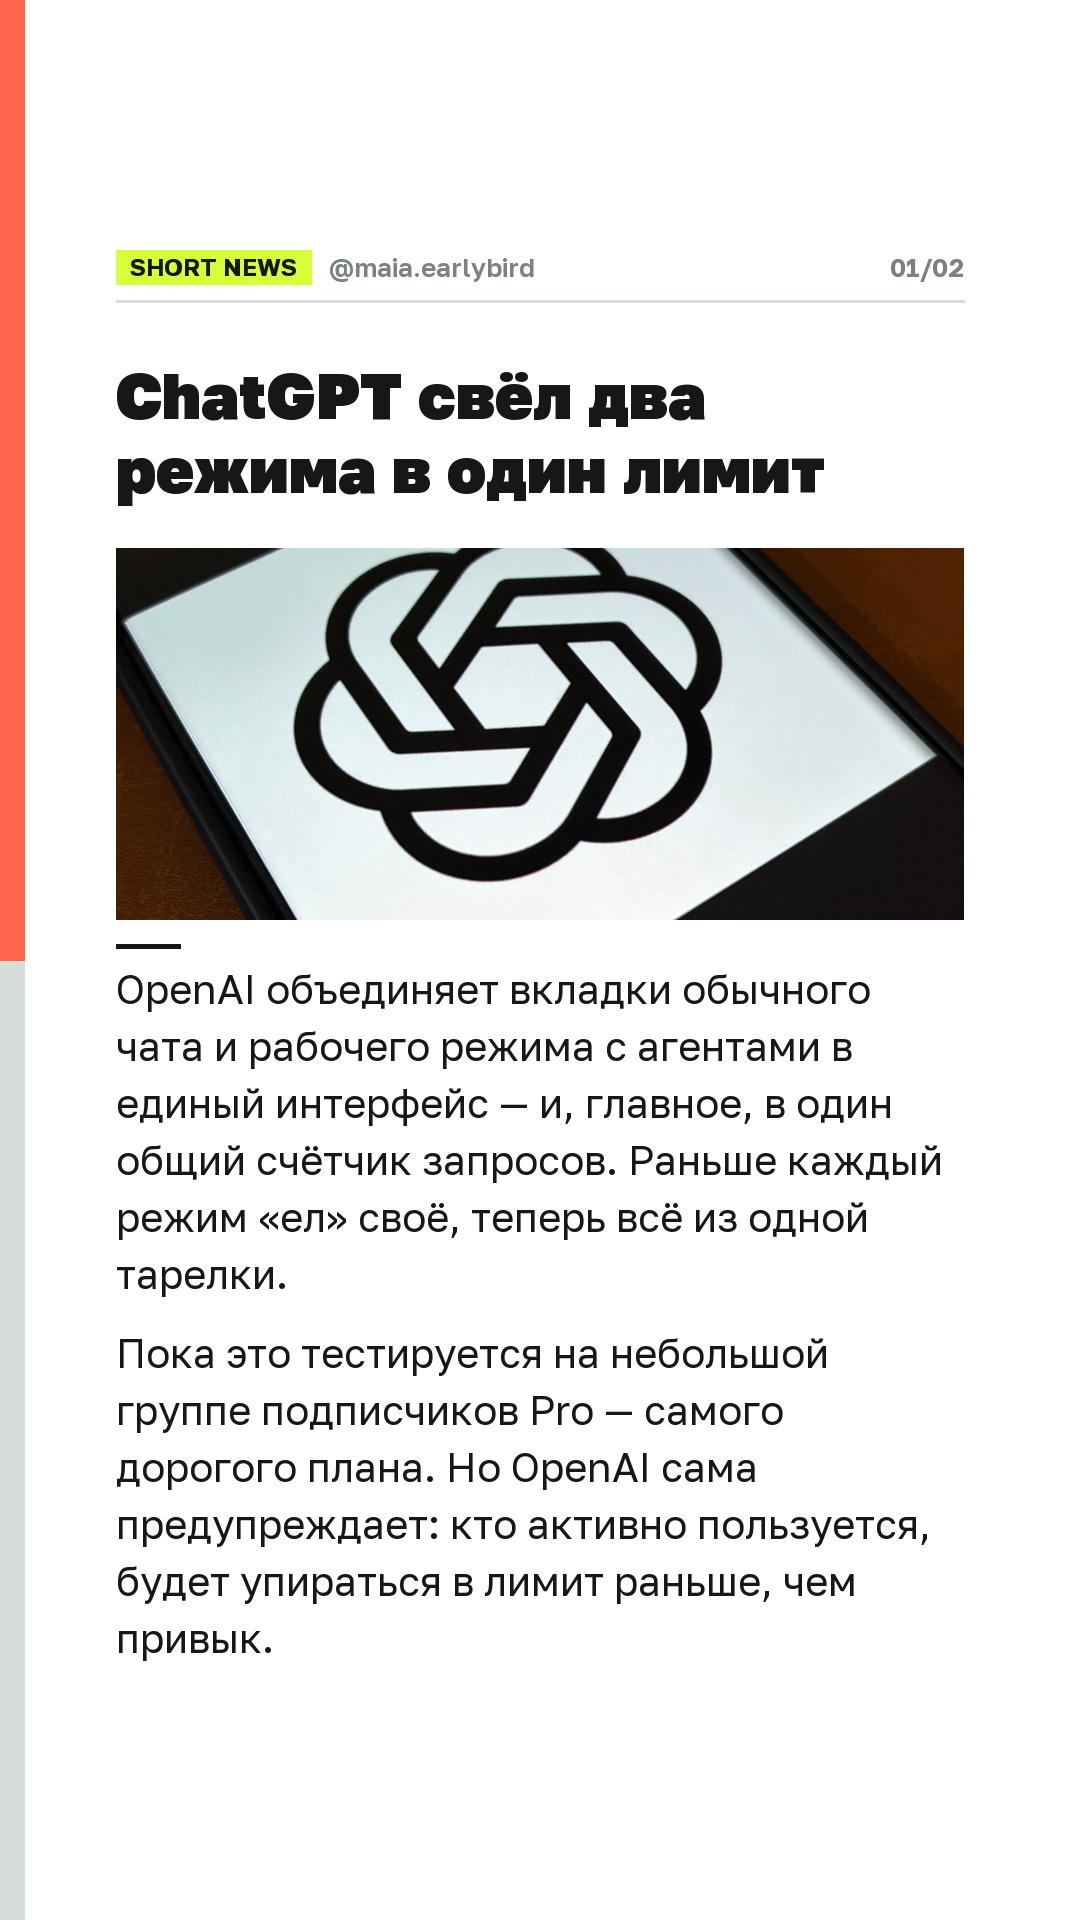 SHORT NEWS @maia.earlybird 01/02
ChatGPT свёл два
режима в один лимит
OpenAI объединяет вкладки обычного
чата и рабочего режима с агентами в
единый интерфейс — и, главное, в один
общий счётчик запросов. Раньше каждый
режим «ел» своё, теперь всё из одной
тарелки.
Пока это тестируется на небольшой
группе подписчиков Pro — самого
дорогого плана. Но OpenAI сама
предупреждает: кто активно пользуется,
будет упираться в лимит раньше, чем
привык.